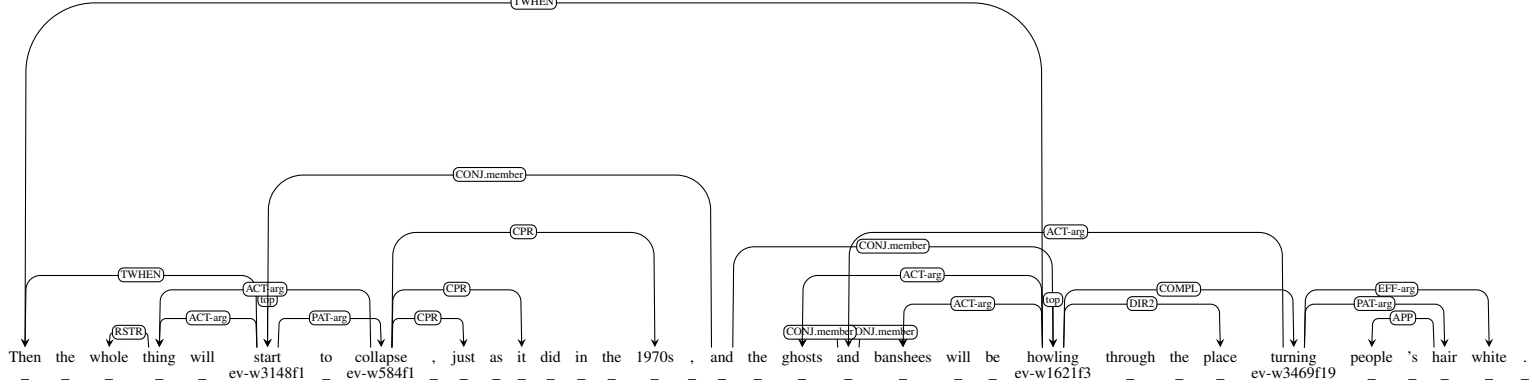 TWHEN
CONJ.member
CPR ACT-arg
CONJ.member
TWHEN ACT-arg
ACT-arg CPR COMPL EFF-arg
top top DIR2 PAT-arg
ACT-arg
ACT-arg PAT-arg CPR APP
RSTR CONJ.member CONJ.member
Then the whole thing will start to collapse , just as it did in the 1970s , and the ghosts and banshees will be howling through the place turning people 's hair white .
_ _ _ _ _ ev-w3148f1 _ ev-w584f1 _ _ _ _ _ _ _ _ _ _ _ _ _ _ _ _ ev-w1621f3 _ _ _ ev-w3469f19 _ _ _ _ _